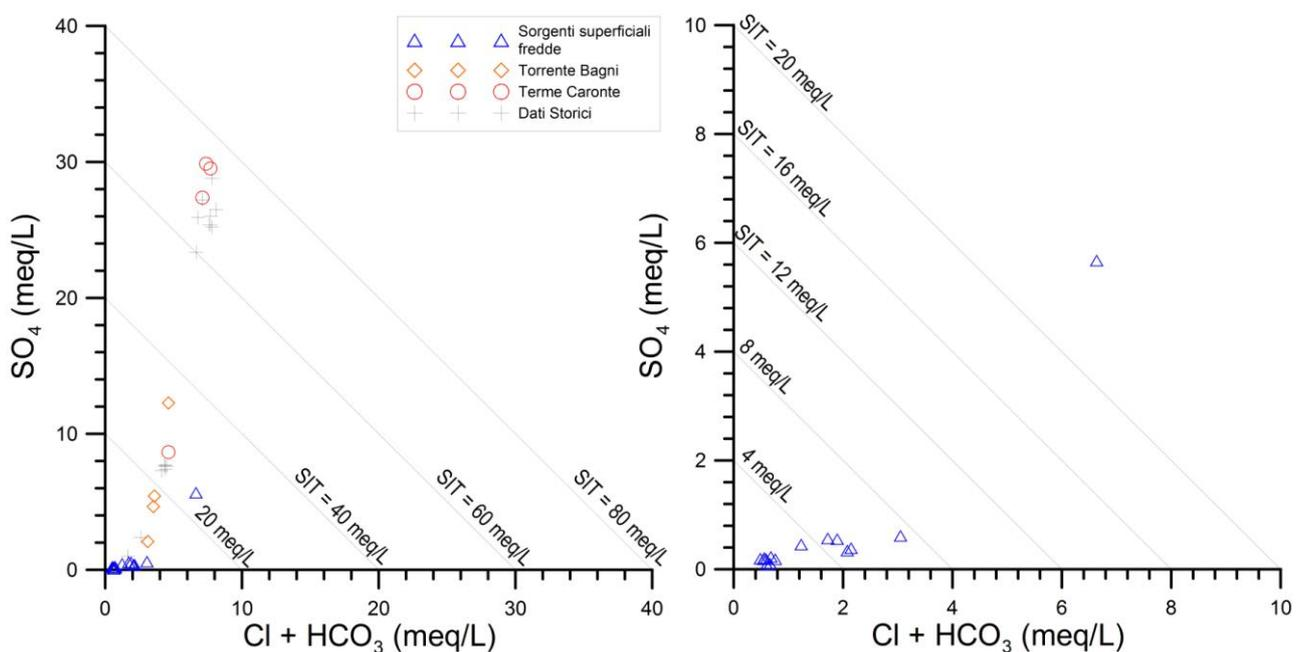 40
30
20
10
0
0
10
20
30
40
SO4 (meq/L)
Cl + HCO3 (meq/L)
Sorgenti superficiali
fredde
Torrente Bagni
Terme Caronte
Dati Storici
20 meq/L
SIT = 40 meq/L
SIT = 60 meq/L
SIT = 80 meq/L
10
8
6
4
2
0
0
2
4
6
8
10
SO4 (meq/L)
Cl + HCO3 (meq/L)
SIT = 20 meq/L
SIT = 16 meq/L
SIT = 12 meq/L
8 meq/L
4 meq/L